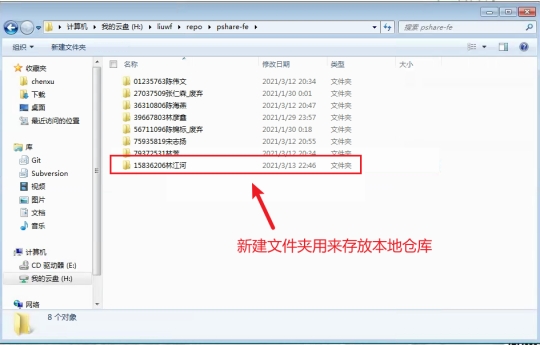 计算机 ▸ 我的云盘 (H:) ▸ liuwf ▸ repo ▸ pshare-fe ▸
搜索 pshare-fe
组织 新建文件夹
名称 修改日期 类型 大小
收藏夹
chenxu
下载
桌面
最近访问的位置
库
Git
Subversion
视频
图片
文档
音乐
计算机
CD 驱动器 (E:)
我的云盘 (H:)
网络
01235763陈伟文 2021/3/12 20:34 文件夹
27037509张仁森_废弃 2021/1/30 0:01 文件夹
36310806陈海燕 2021/3/12 20:47 文件夹
39667803林彦鑫 2021/1/29 23:57 文件夹
56711096陈锦标_废弃 2021/1/30 0:18 文件夹
75935819宋志扬 2021/3/12 20:55 文件夹
2021/3/12 20:34 文件夹
15836206林江河 2021/3/13 22:46 文件夹
新建文件夹用来存放本地仓库
8 个对象